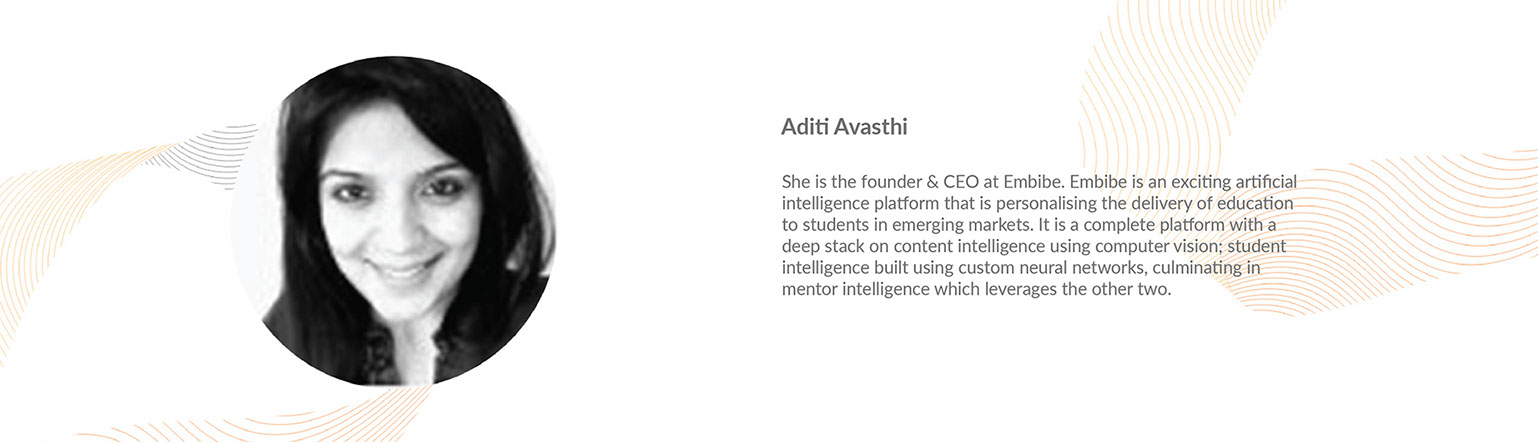 Aditi Avasthi
She is the founder & CEO at Embibe. Embibe is an exciting artificial
intelligence platform that is personalising the delivery of education
to students in emerging markets. It is a complete platform with a
deep stack on content intelligence using computer vision; student
intelligence built using custom neural networks, culminating in
mentor intelligence which leverages the other two.